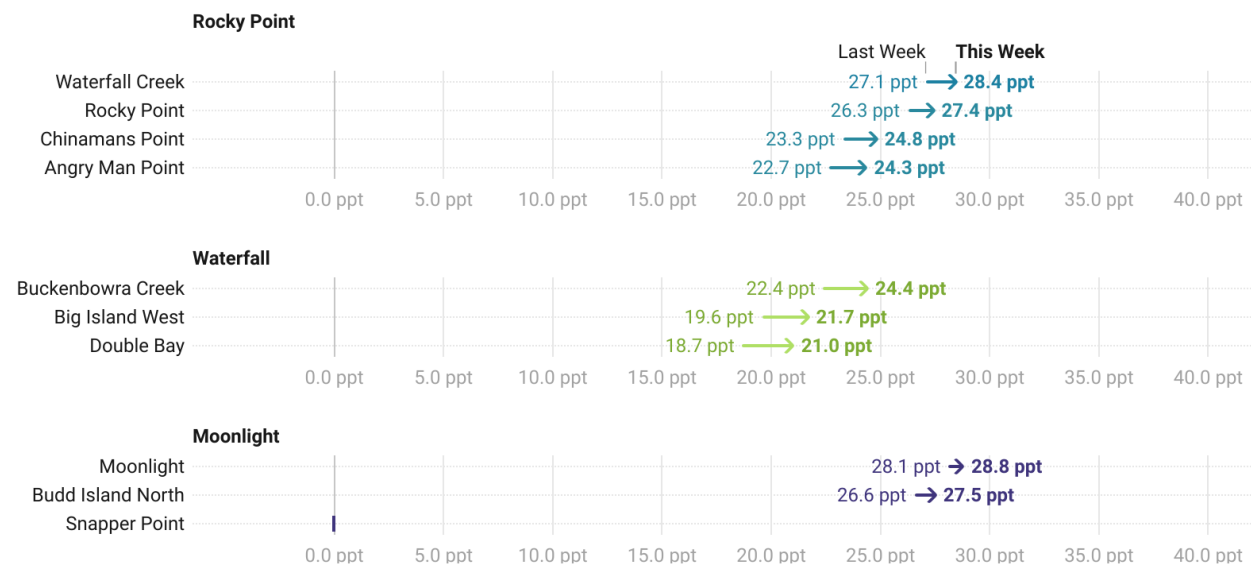 Rocky Point
Last Week This Week
Waterfall Creek 27.1 ppt 28.4 ppt
Rocky Point 26.3 ppt 27.4 ppt
Chinamans Point 23.3 ppt 24.8 ppt
Angry Man Point 22.7 ppt 24.3 ppt
0.0 ppt 5.0 ppt 10.0 ppt 15.0 ppt 20.0 ppt 25.0 ppt 30.0 ppt 35.0 ppt 40.0 ppt
Waterfall
Buckenbowra Creek 22.4 ppt 24.4 ppt
Big Island West 19.6 ppt 21.7 ppt
Double Bay 18.7 ppt 21.0 ppt
0.0 ppt 5.0 ppt 10.0 ppt 15.0 ppt 20.0 ppt 25.0 ppt 30.0 ppt 35.0 ppt 40.0 ppt
Moonlight
Moonlight 28.1 ppt 28.8 ppt
Budd Island North 26.6 ppt 27.5 ppt
Snapper Point
0.0 ppt 5.0 ppt 10.0 ppt 15.0 ppt 20.0 ppt 25.0 ppt 30.0 ppt 35.0 ppt 40.0 ppt